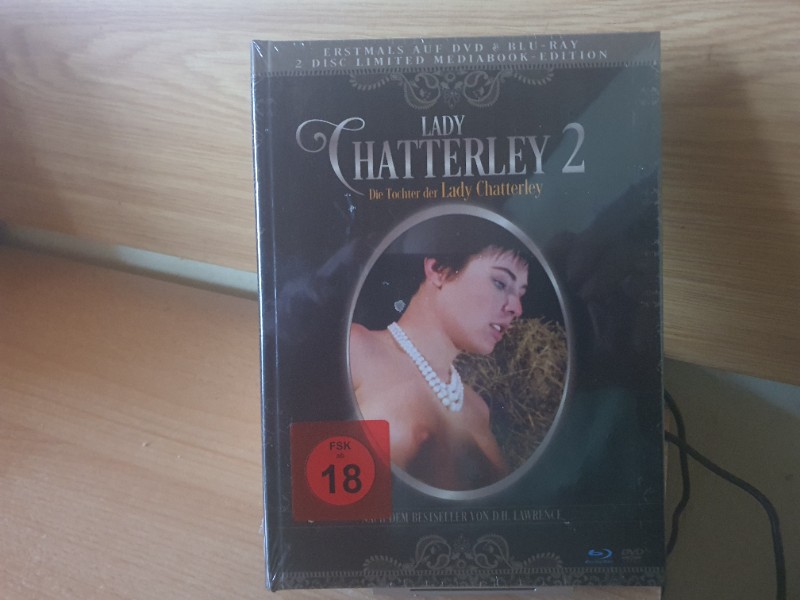 ERSTMALS AUF DVD & BLU-RAY
2 DISC LIMITED MEDIABOOK-EDITION
LADY
CHATTERLEY 2
Die Tochter der Lady Chatterley
FSK
ab
18
NACH DEM BESTSELLER VON D.H. LAWRENCE
DVD